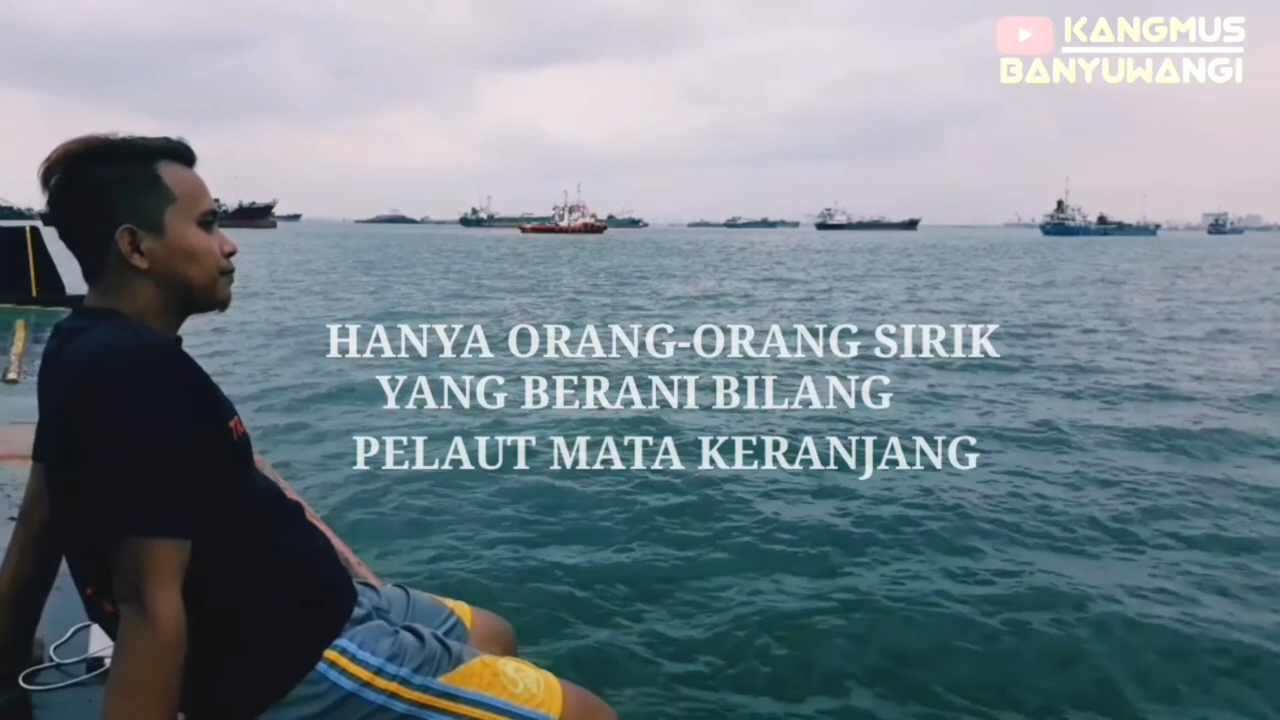 KANGMUS
BANYUWANGI
HANYA ORANG-ORANG SIRIK
YANG BERANI BILANG
PELAUT MATA KERANJANG